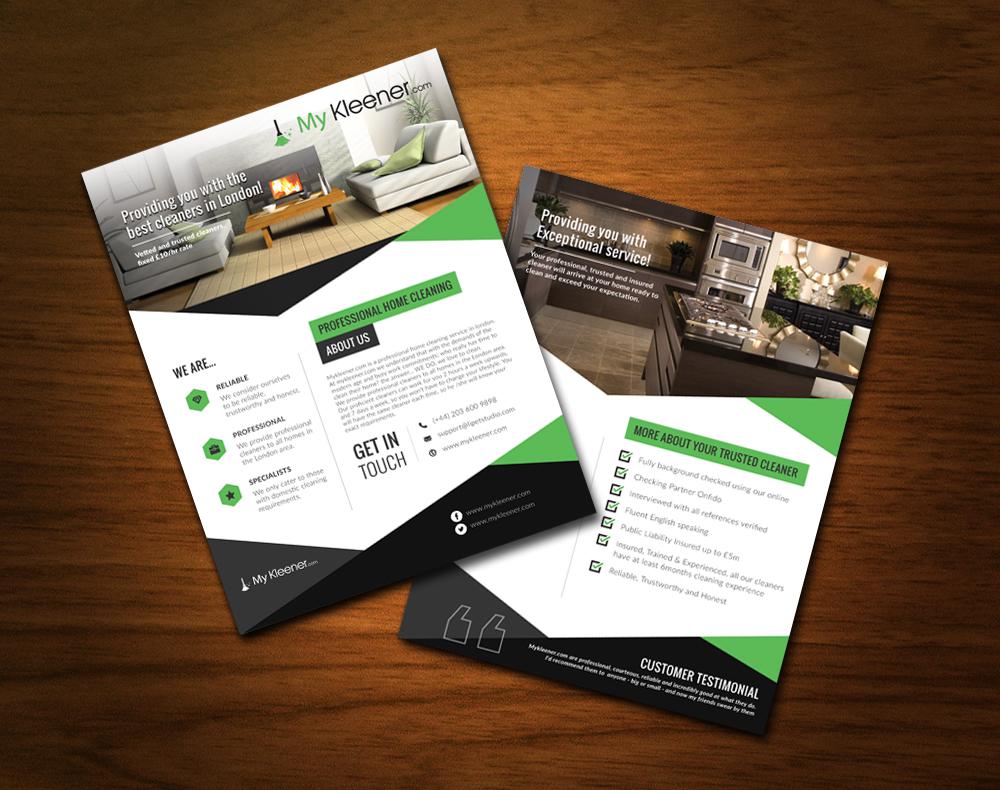 My Kleener.com
Providing you with the
best cleaners in London!
Vetted and trusted cleaners,
fixed £10/hr rate
PROFESSIONAL HOME CLEANING
ABOUT US
Mykleener.com is a professional home cleaning service in london.
At mykleener.com we understand that with the demands of the
modern age and busy work commitments; who really has time to
clean their home? the answer... WE DO, we love to clean.
We provide professional cleaners to all homes in the London area.
Our proficient cleaners can work for you 2 hours a week upwards,
and 7 days a week, so you won't have to change your lifestyle. You
will have the same cleaner each time, so he /she will know your
exact requirements.
WE ARE...
RELIABLE
We consider ourselves
to be reliable,
trustworthy and honest.
PROFESSIONAL
We provide professional
cleaners to all homes in
the London area.
SPECIALISTS
We only cater to those
with domestic cleaning
requirements.
GET IN
TOUCH
(+44) 203 600 9898
support@lipetstudio.com
www.mykleener.com
www.mykleener.com
www.mykleener.com
My Kleener.com
Providing you with
Exceptional service!
Your professional, trusted and insured
cleaner will arrive at your home ready to
clean and exceed your expectation.
MORE ABOUT YOUR TRUSTED CLEANER
Fully background checked using our online
Checking Partner Onfido
Interviewed with all references verified
Fluent English speaking
Public Liability Insured up to £5m
Insured, Trained & Experienced, all our cleaners
have at least 6months cleaning experience
Reliable, Trustworthy and Honest
CUSTOMER TESTIMONIAL
Mykleener.com are professional, courteous, reliable and incredibly good at what they do.
I'd recommend them to anyone - big or small - and now my friends swear by them